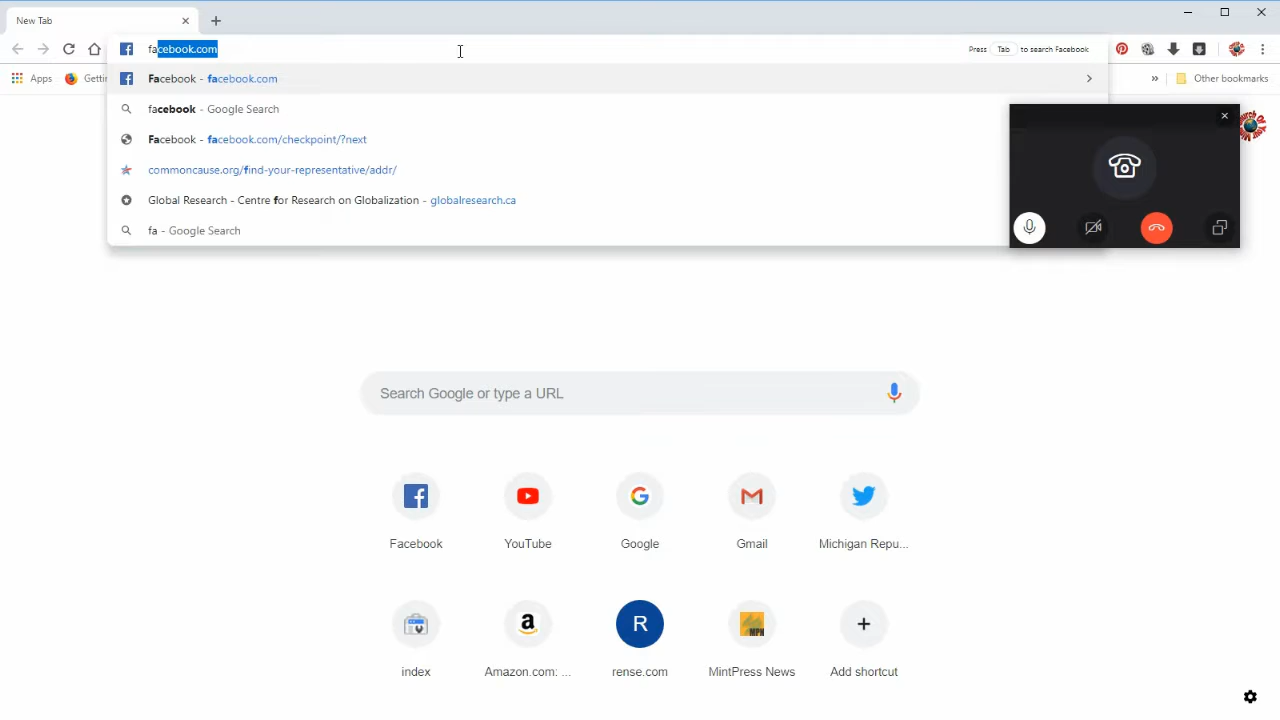 New Tab
facebook.com
Press Tab to search Facebook
Apps
Gettin
»
Other bookmarks
Facebook - facebook.com
facebook - Google Search
Facebook - facebook.com/checkpoint/?next
commoncause.org/find-your-representative/addr/
Global Research - Centre for Research on Globalization - globalresearch.ca
fa - Google Search
Search Google or type a URL
Facebook
YouTube
Google
Gmail
Michigan Repu...
index
Amazon.com: ...
R
rense.com
MPN
MintPress News
Add shortcut